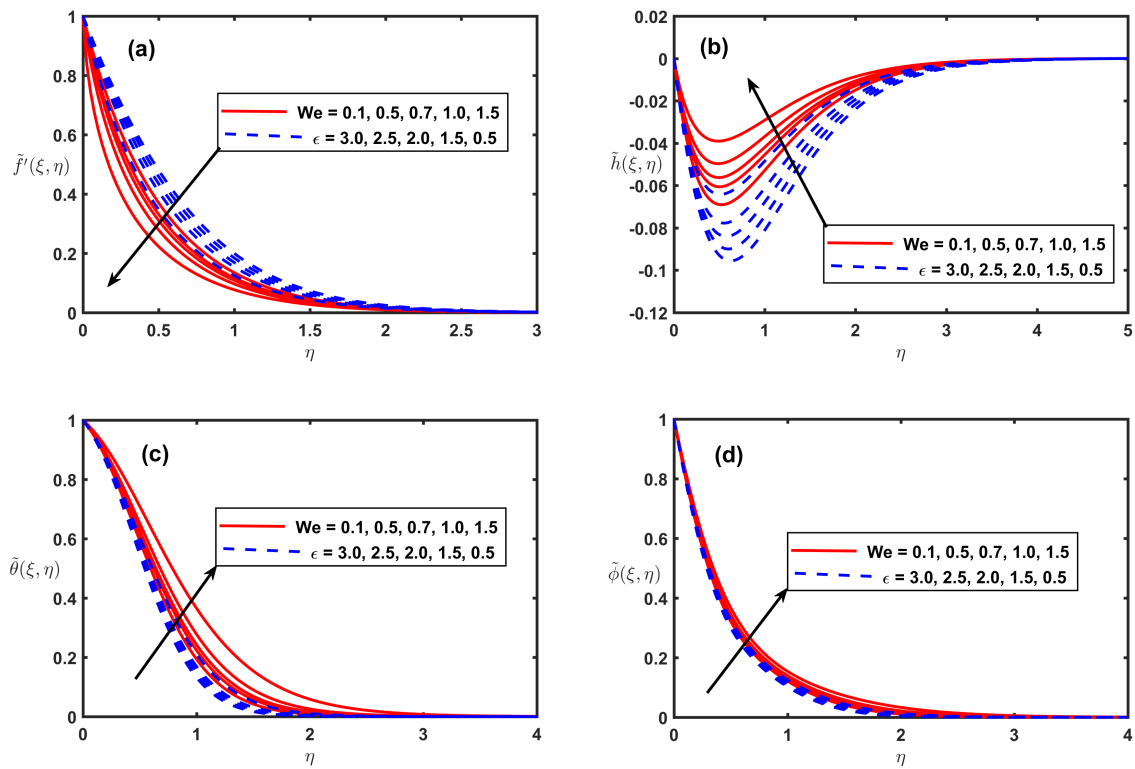 (a)
1
0.8
0.6
0.4
0.2
0
f̃′(ξ, η)
We = 0.1, 0.5, 0.7, 1.0, 1.5
ϵ = 3.0, 2.5, 2.0, 1.5, 0.5
0 0.5 1 1.5 2 2.5 3
η
(b)
0.02
0
-0.02
-0.04
-0.06
-0.08
-0.1
-0.12
h̃(ξ, η)
We = 0.1, 0.5, 0.7, 1.0, 1.5
ϵ = 3.0, 2.5, 2.0, 1.5, 0.5
0 1 2 3 4 5
η
(c)
1
0.8
0.6
0.4
0.2
0
θ̃(ξ, η)
We = 0.1, 0.5, 0.7, 1.0, 1.5
ϵ = 3.0, 2.5, 2.0, 1.5, 0.5
0 1 2 3 4
η
(d)
1
0.8
0.6
0.4
0.2
0
ϕ̃(ξ, η)
We = 0.1, 0.5, 0.7, 1.0, 1.5
ϵ = 3.0, 2.5, 2.0, 1.5, 0.5
0 1 2 3 4
η